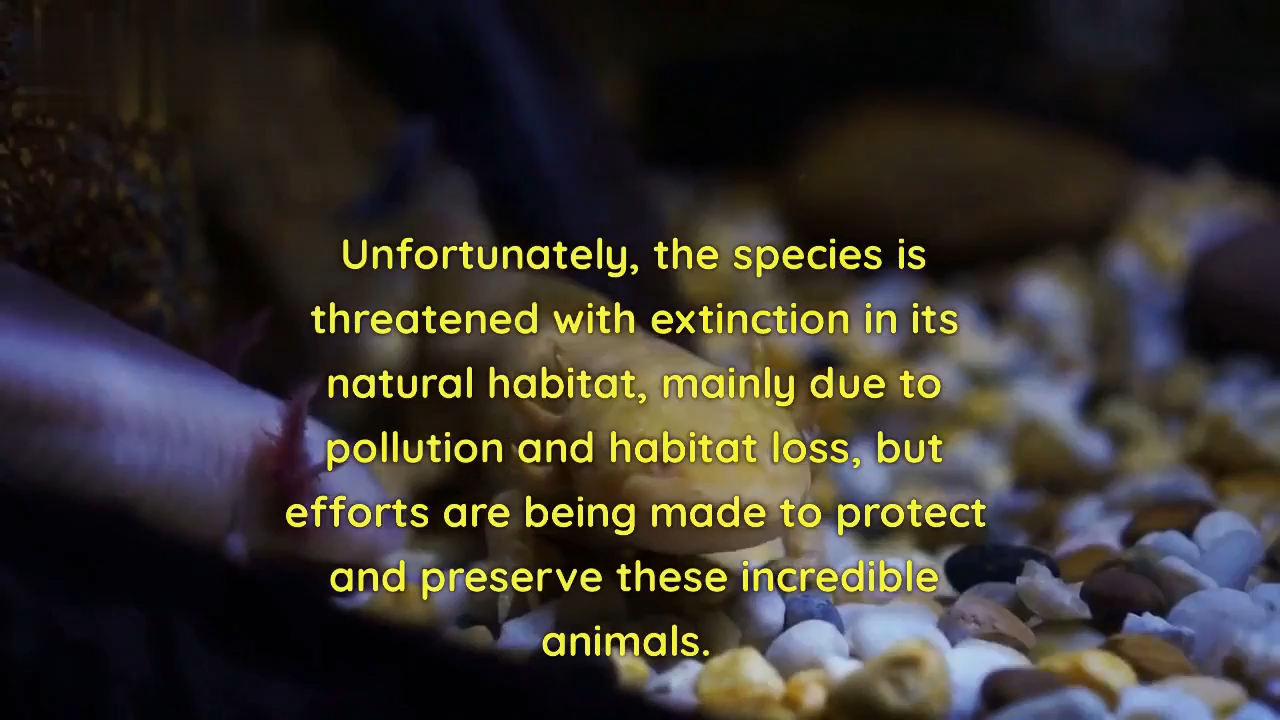 Unfortunately, the species is
threatened with extinction in its
natural habitat, mainly due to
pollution and habitat loss, but
efforts are being made to protect
and preserve these incredible
animals.